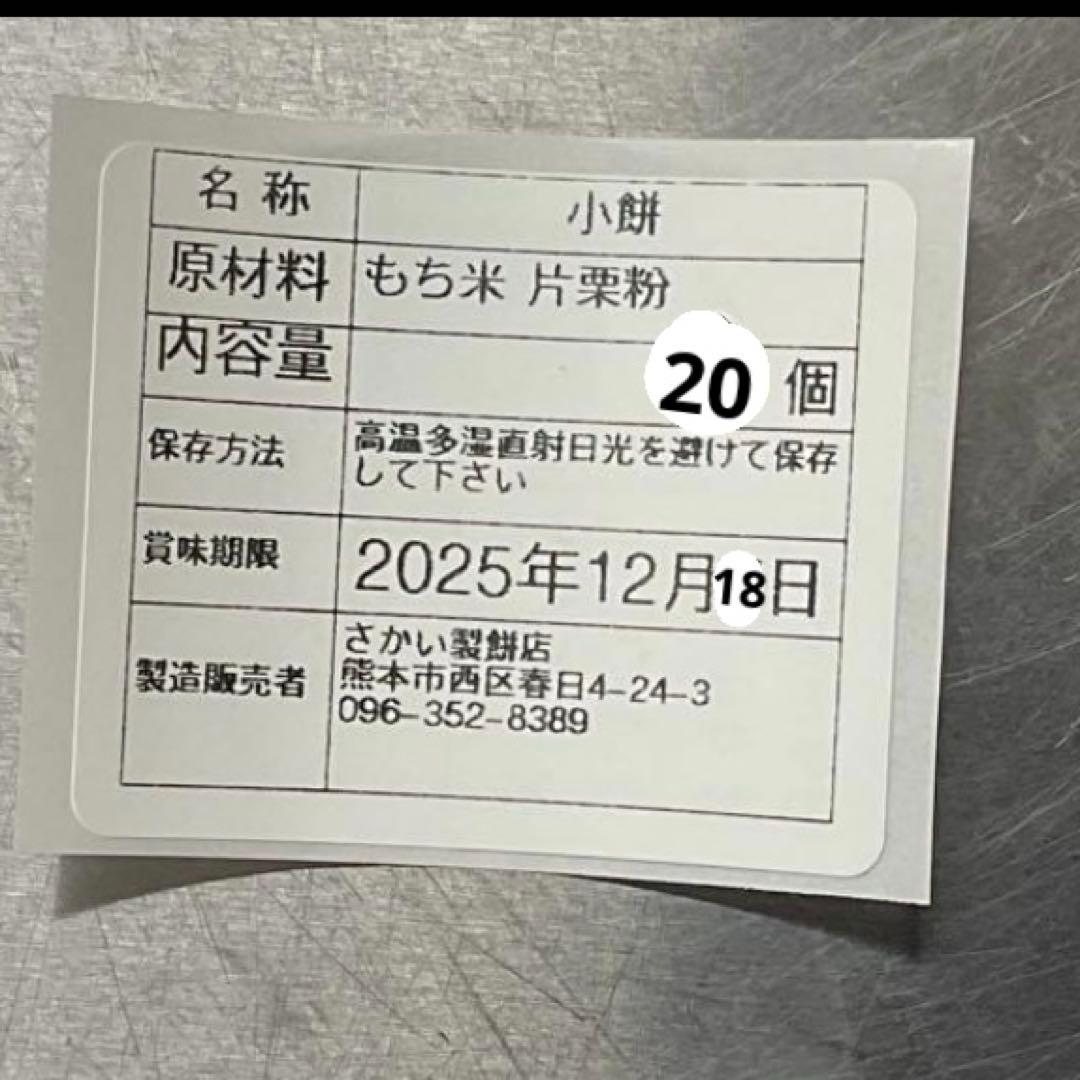 名称 小餅
原材料 もち米 片栗粉
内容量 20 個
保存方法 高温多湿直射日光を避けて保存
して下さい
賞味期限 2025年12月18日
さかい製餅店
製造販売者 熊本市西区春日4-24-3
096-352-8389